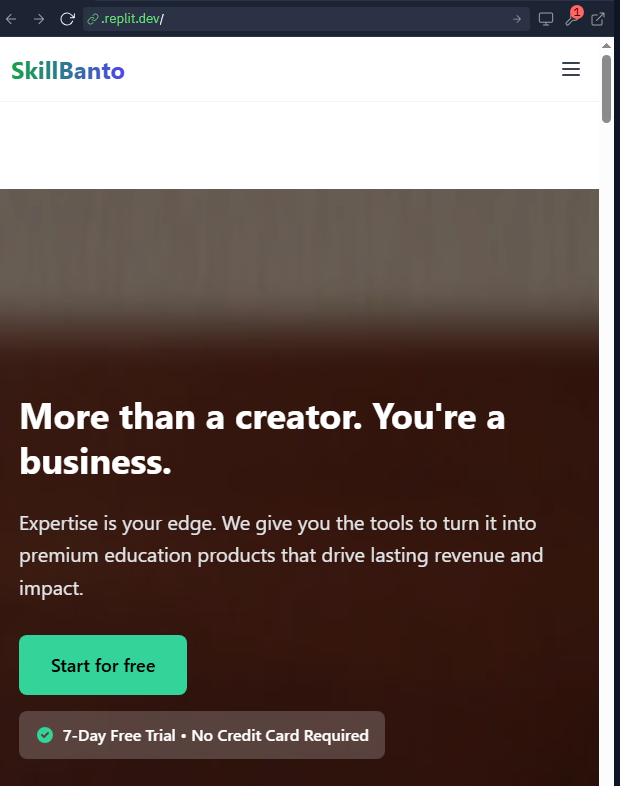 .replit.dev/
1
SkillBanto
More than a creator. You're a
business.
Expertise is your edge. We give you the tools to turn it into
premium education products that drive lasting revenue and
impact.
Start for free
7-Day Free Trial • No Credit Card Required